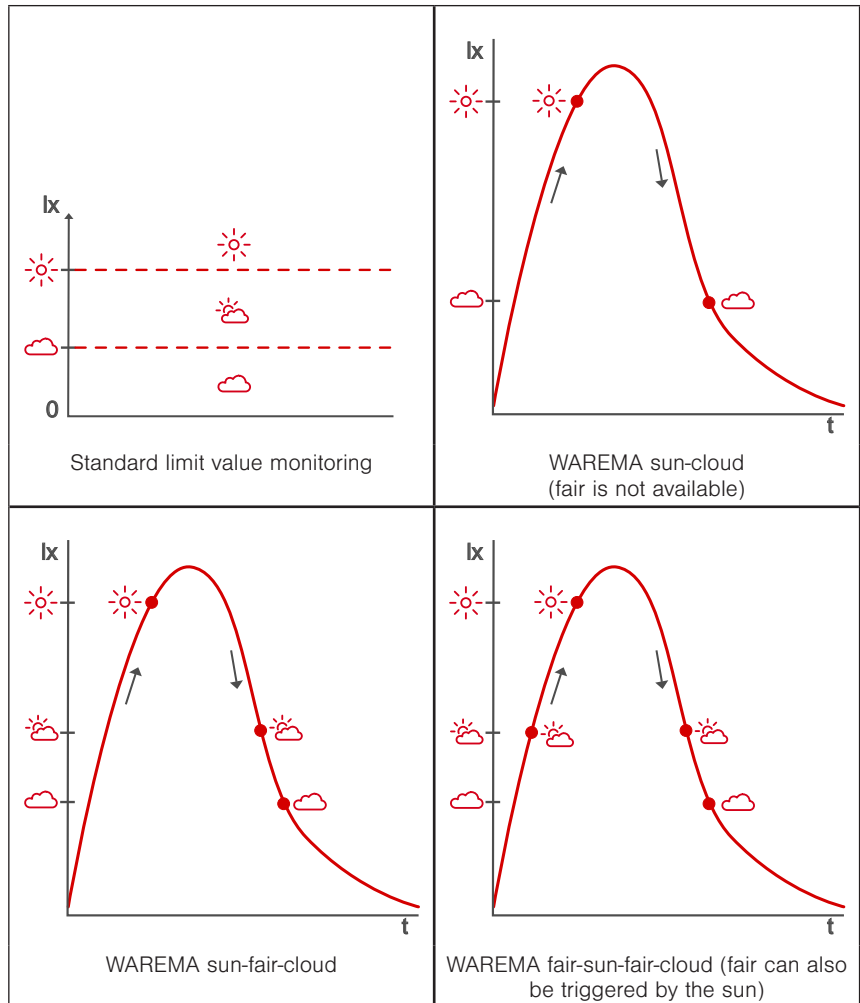 lx
0
Standard limit value monitoring
lx
t
WAREMA sun-cloud
(fair is not available)
lx
t
WAREMA sun-fair-cloud
lx
t
WAREMA fair-sun-fair-cloud (fair can also
be triggered by the sun)